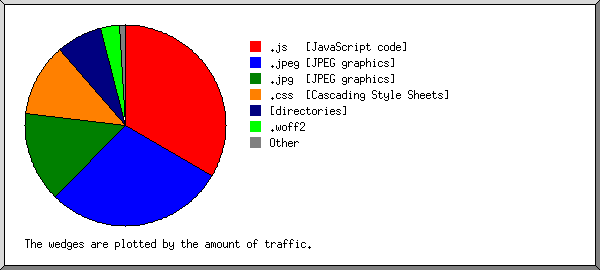 .js [JavaScript code]
.jpeg [JPEG graphics]
.jpg [JPEG graphics]
.css [Cascading Style Sheets]
[directories]
.woff2
Other
The wedges are plotted by the amount of traffic.